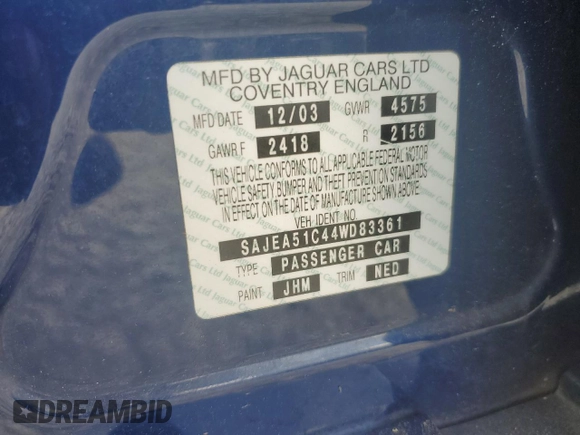 MFD BY JAGUAR CARS LTD
COVENTRY ENGLAND
MFD DATE 12/03 GVWR 4575
GAWR F 2418 R 2156
THIS VEHICLE CONFORMS TO ALL APPLICABLE FEDERAL MOTOR
VEHICLE SAFETY BUMPER AND THEFT PREVENTION STANDARDS
IN EFFECT ON THE DATE OF MANUFACTURE SHOWN ABOVE.
VEH IDENT NO.
SAJEA51C44WD83361
TYPE PASSENGER CAR
PAINT JHM TRIM NED
DREAMBID